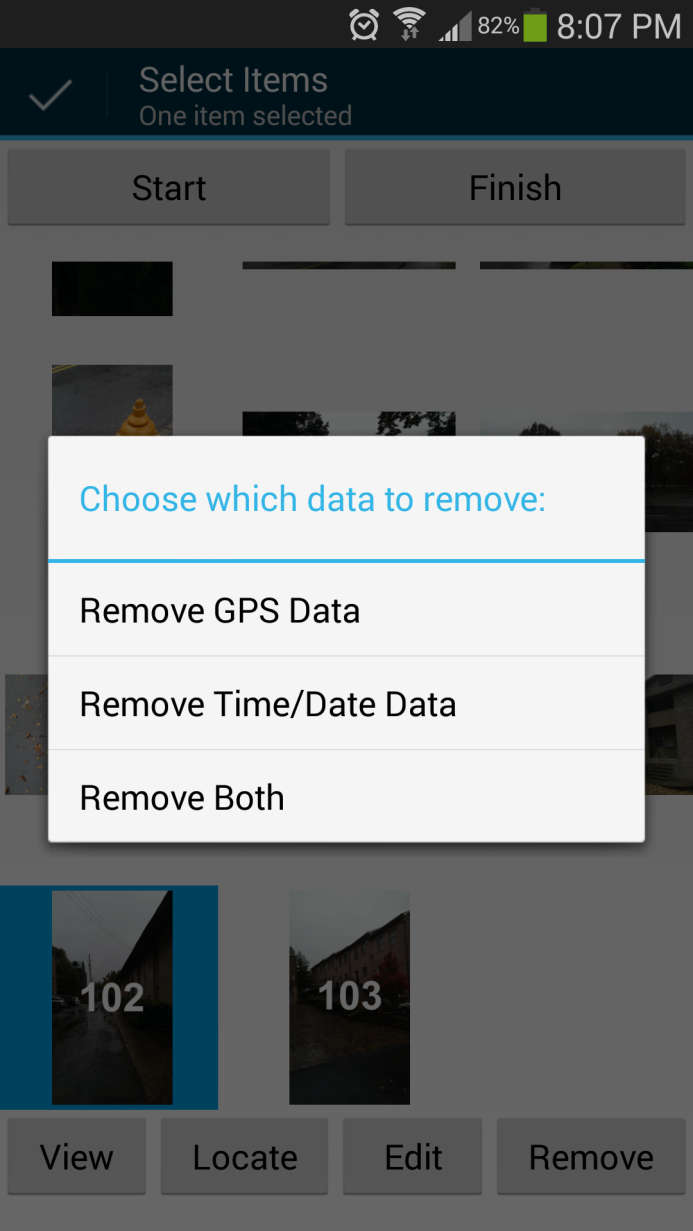 82% 8:07 PM
Select Items
One item selected
Start Finish
Choose which data to remove:
Remove GPS Data
Remove Time/Date Data
Remove Both
102 103
View Locate Edit Remove